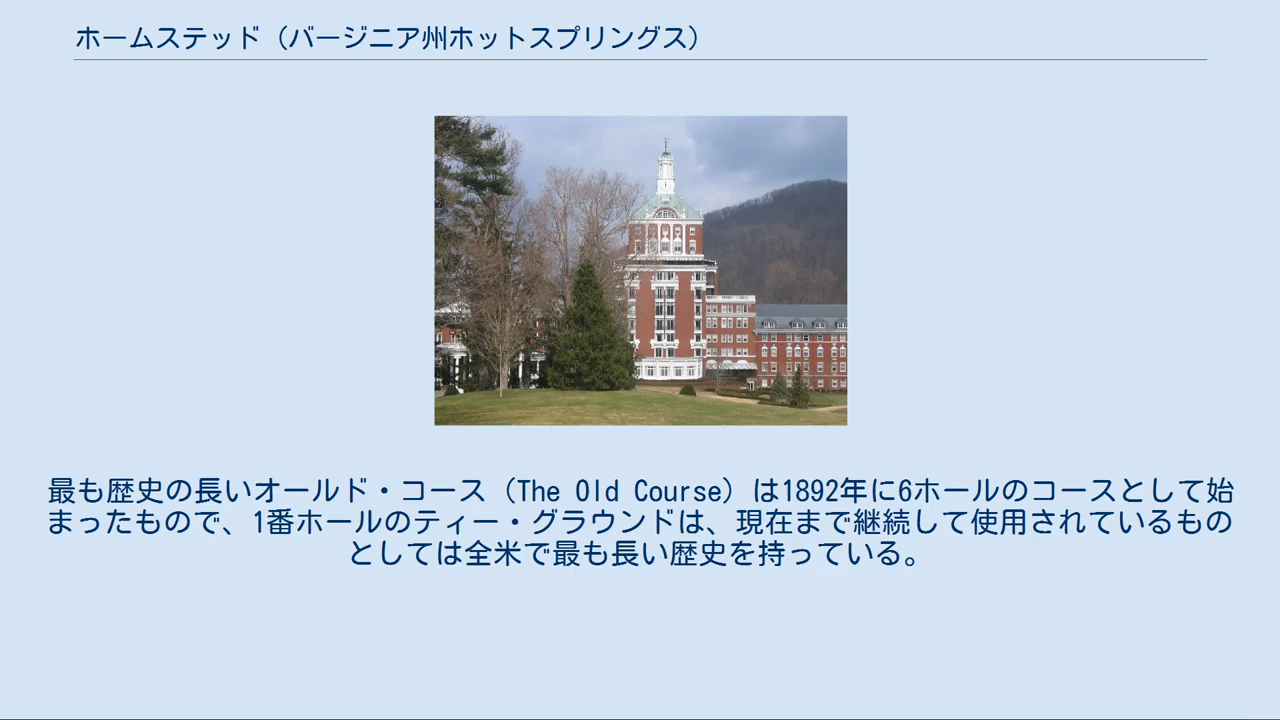 ホームステッド（バージニア州ホットスプリングス）
最も歴史の長いオールド・コース（The Old Course）は1892年に6ホールのコースとして始
まったもので、1番ホールのティー・グラウンドは、現在まで継続して使用されているもの
としては全米で最も長い歴史を持っている。